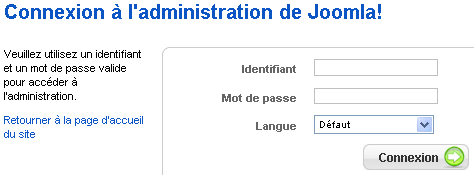 Connexion à l'administration de Joomla!
Veuillez utilisez un identifiant
et un mot de passe valide
pour accéder à
l'administration.
Retourner à la page d'accueil
du site
Identifiant
Mot de passe
Langue
Défaut
Connexion